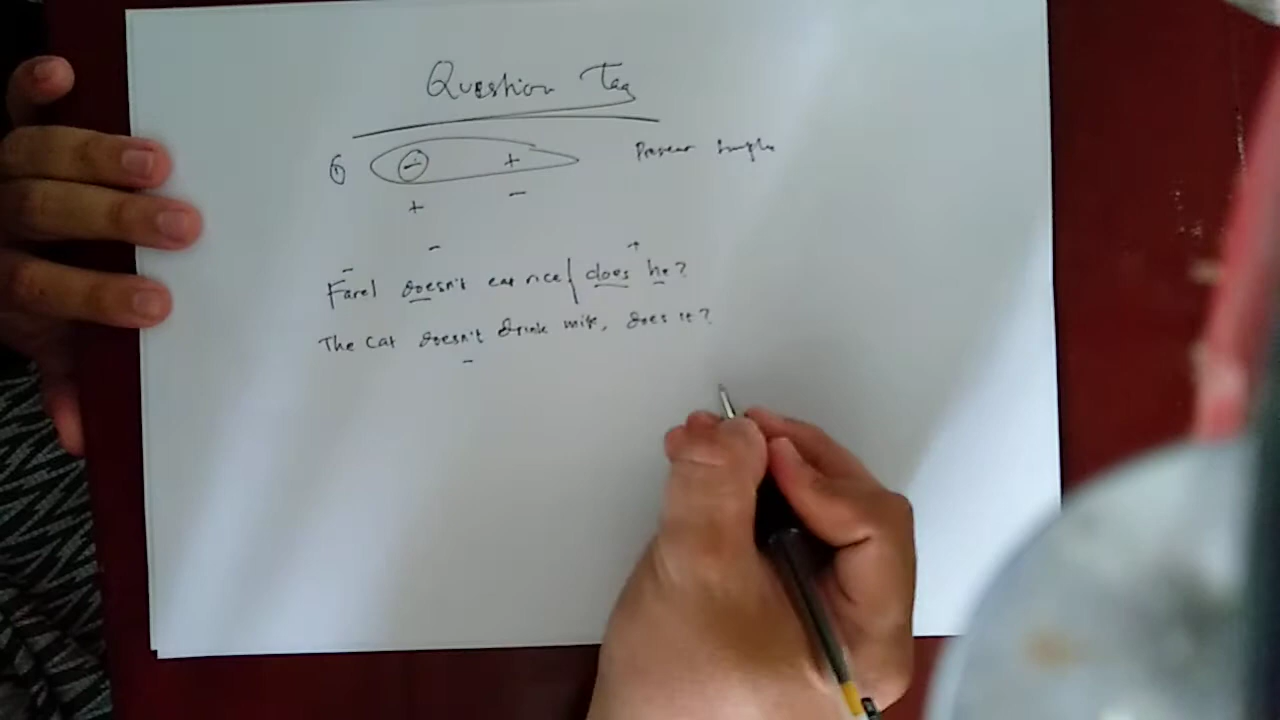 Question Tag
6 - + Present Simple
+ -
- - +
Farel doesn't eat rice/ does he?
The Cat doesn't drink milk, does it?
-